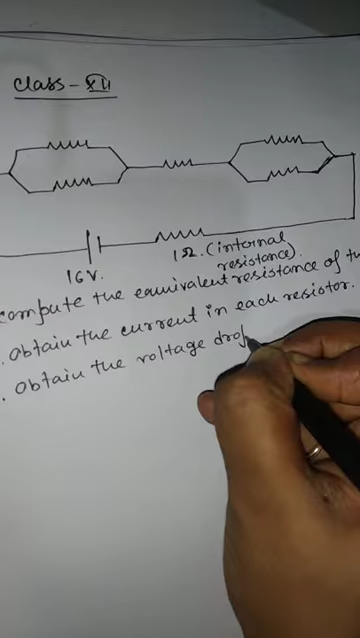 Class - XII
16V.
1Ω. (internal
resistance).
compute the equivalent resistance of
. Obtain the current in each resistor.
. Obtain the voltage drop